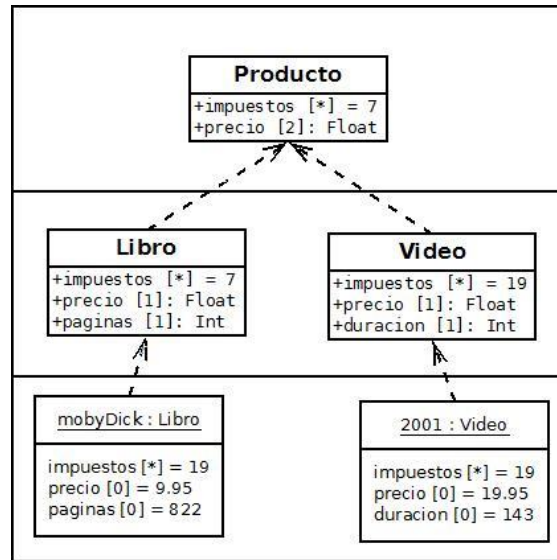 Producto
+impuestos [*] = 7
+precio [2]: Float
Libro
+impuestos [*] = 7
+precio [1]: Float
+paginas [1]: Int
Video
+impuestos [*] = 19
+precio [1]: Float
+duracion [1]: Int
mobyDick : Libro
impuestos [*] = 19
precio [0] = 9.95
paginas [0] = 822
2001 : Video
impuestos [*] = 19
precio [0] = 19.95
duracion [0] = 143